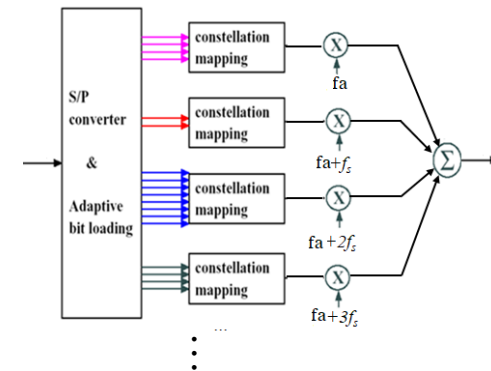 S/P
converter
&
Adaptive
bit loading
constellation
mapping
X
fa
constellation
mapping
X
fa+fs
constellation
mapping
X
fa+2fs
constellation
mapping
X
fa+3fs
Σ
...